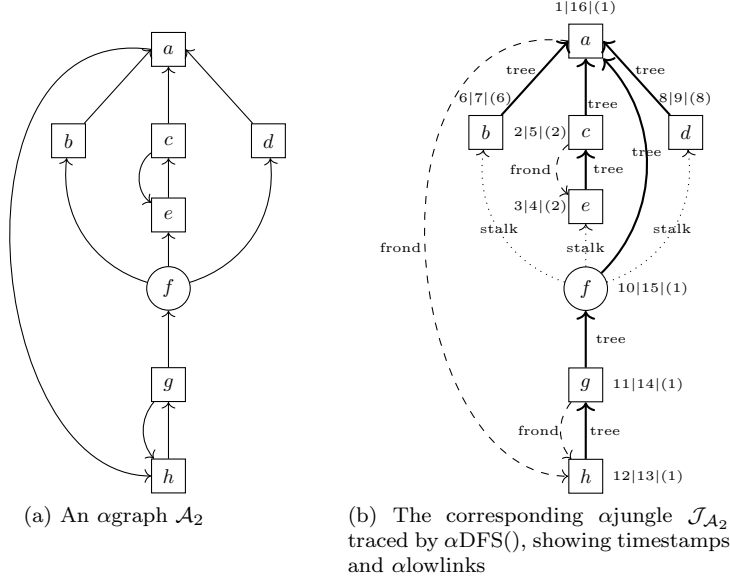 a
b
c
d
e
f
g
h
(a) An αgraph 𝒜₂
1|16|(1)
a
tree
tree
6|7|(6)
8|9|(8)
tree
b
2|5|(2)
c
d
frond
tree
tree
3|4|(2)
e
stalk
stalk
stalk
frond
f
10|15|(1)
tree
g
11|14|(1)
frond
tree
h
12|13|(1)
(b) The corresponding αjungle 𝒥_𝒜₂
traced by αDFS(), showing timestamps
and αlowlinks